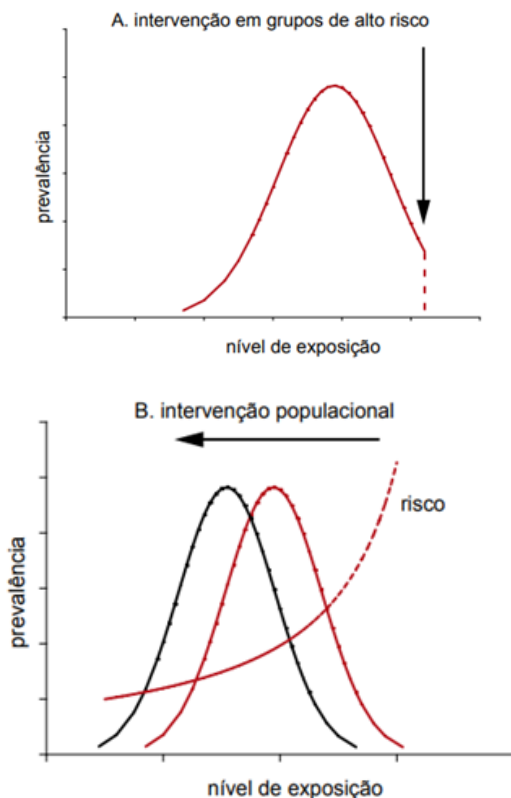 A. intervenção em grupos de alto risco
prevalência
nível de exposição
B. intervenção populacional
risco
prevalência
nível de exposição